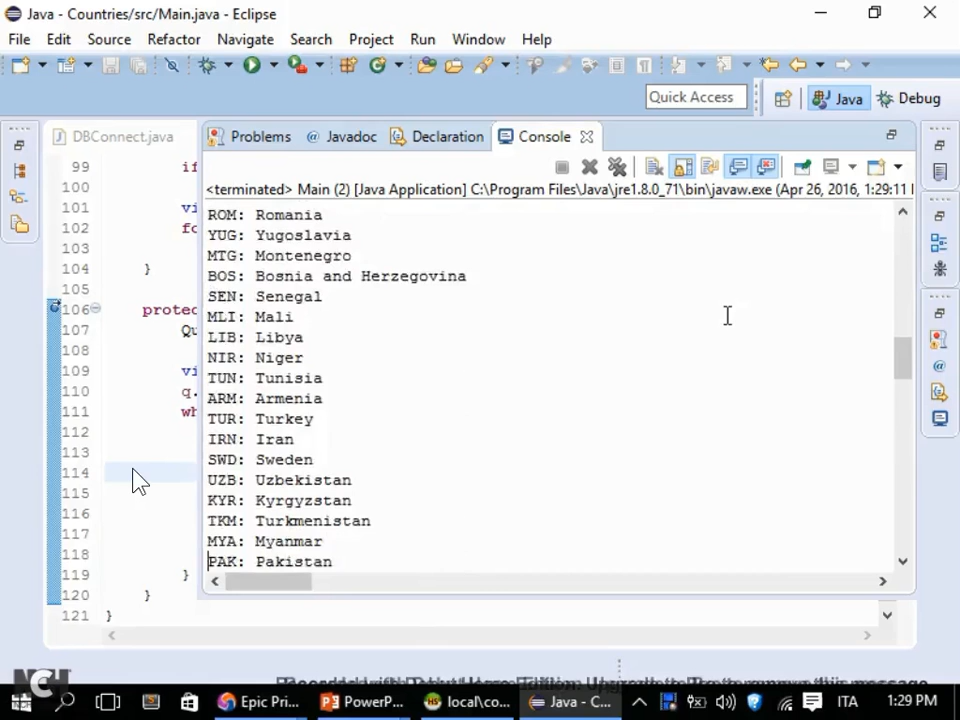 Java - Countries/src/Main.java - Eclipse
File Edit Source Refactor Navigate Search Project Run Window Help
Quick Access Java Debug
DBConnect.java Problems @ Javadoc Declaration Console
<terminated> Main (2) [Java Application] C:\Program Files\Java\jre1.8.0_71\bin\javaw.exe (Apr 26, 2016, 1:29:11
99 if
100
101 vi
102 fo
103
104 }
105
106 protec
107 Qu
108
109 vi
110 q.
111 wh
112
113
114
115
116
117
118
119 }
120 }
121 }
ROM: Romania
YUG: Yugoslavia
MTG: Montenegro
BOS: Bosnia and Herzegovina
SEN: Senegal
MLI: Mali
LIB: Libya
NIR: Niger
TUN: Tunisia
ARM: Armenia
TUR: Turkey
IRN: Iran
SWD: Sweden
UZB: Uzbekistan
KYR: Kyrgyzstan
TKM: Turkmenistan
MYA: Myanmar
PAK: Pakistan
NCH
Epic Pri... PowerP... local\co... Java - C... ITA 1:29 PM